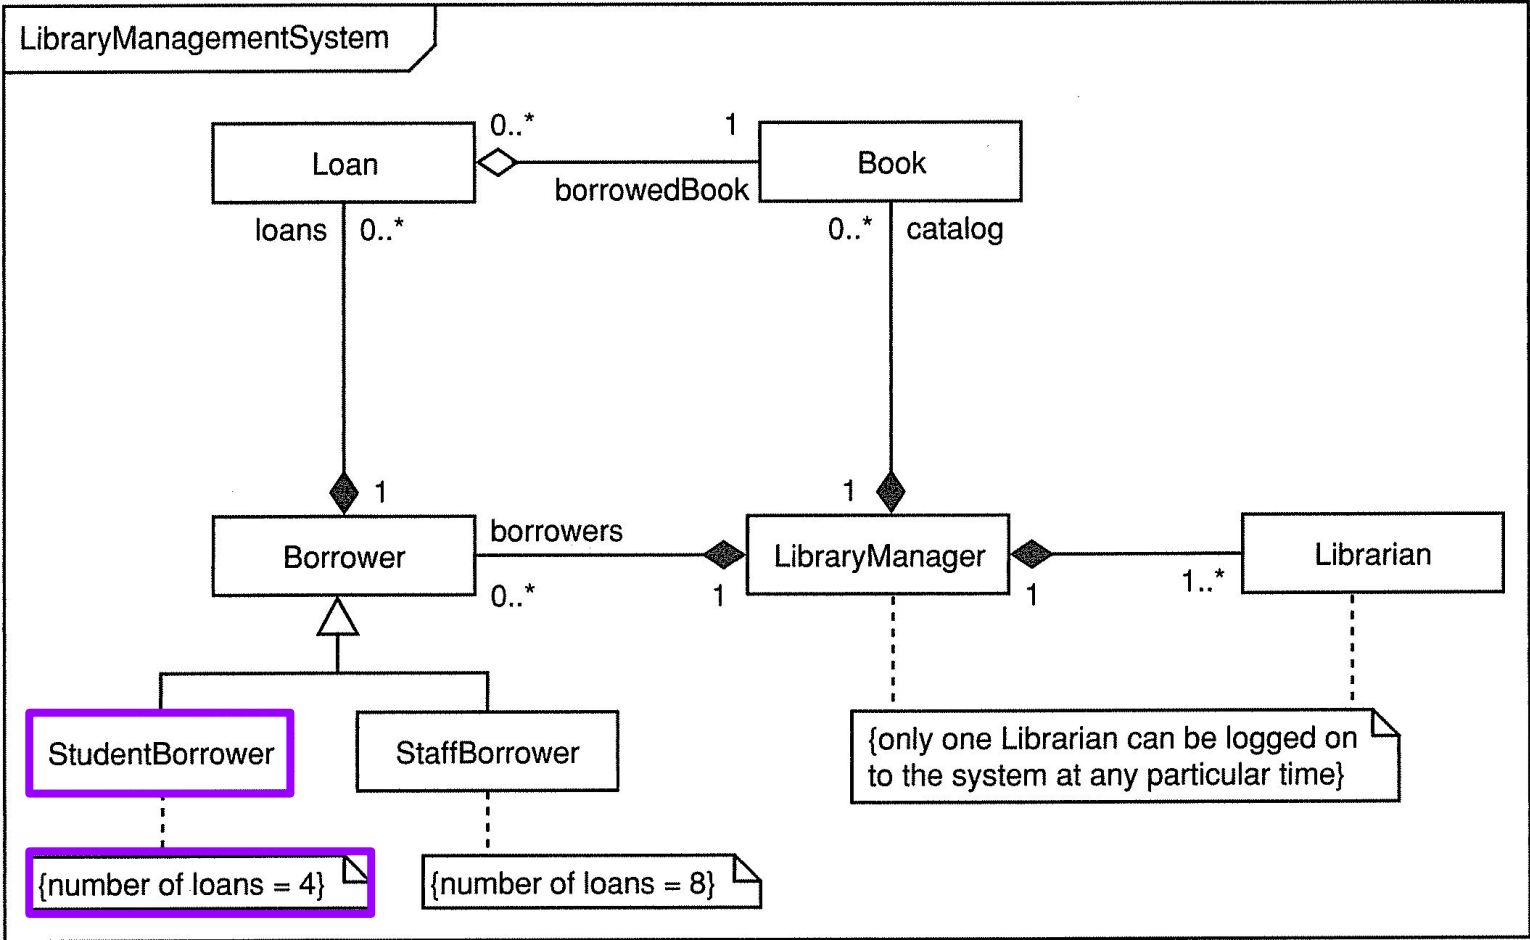 LibraryManagementSystem
0..*
1
Loan
Book
borrowedBook
loans
0..*
0..*
catalog
1
1
borrowers
Borrower
LibraryManager
Librarian
0..*
1
1
1..*
StudentBorrower
StaffBorrower
{only one Librarian can be logged on
to the system at any particular time}
{number of loans = 4}
{number of loans = 8}